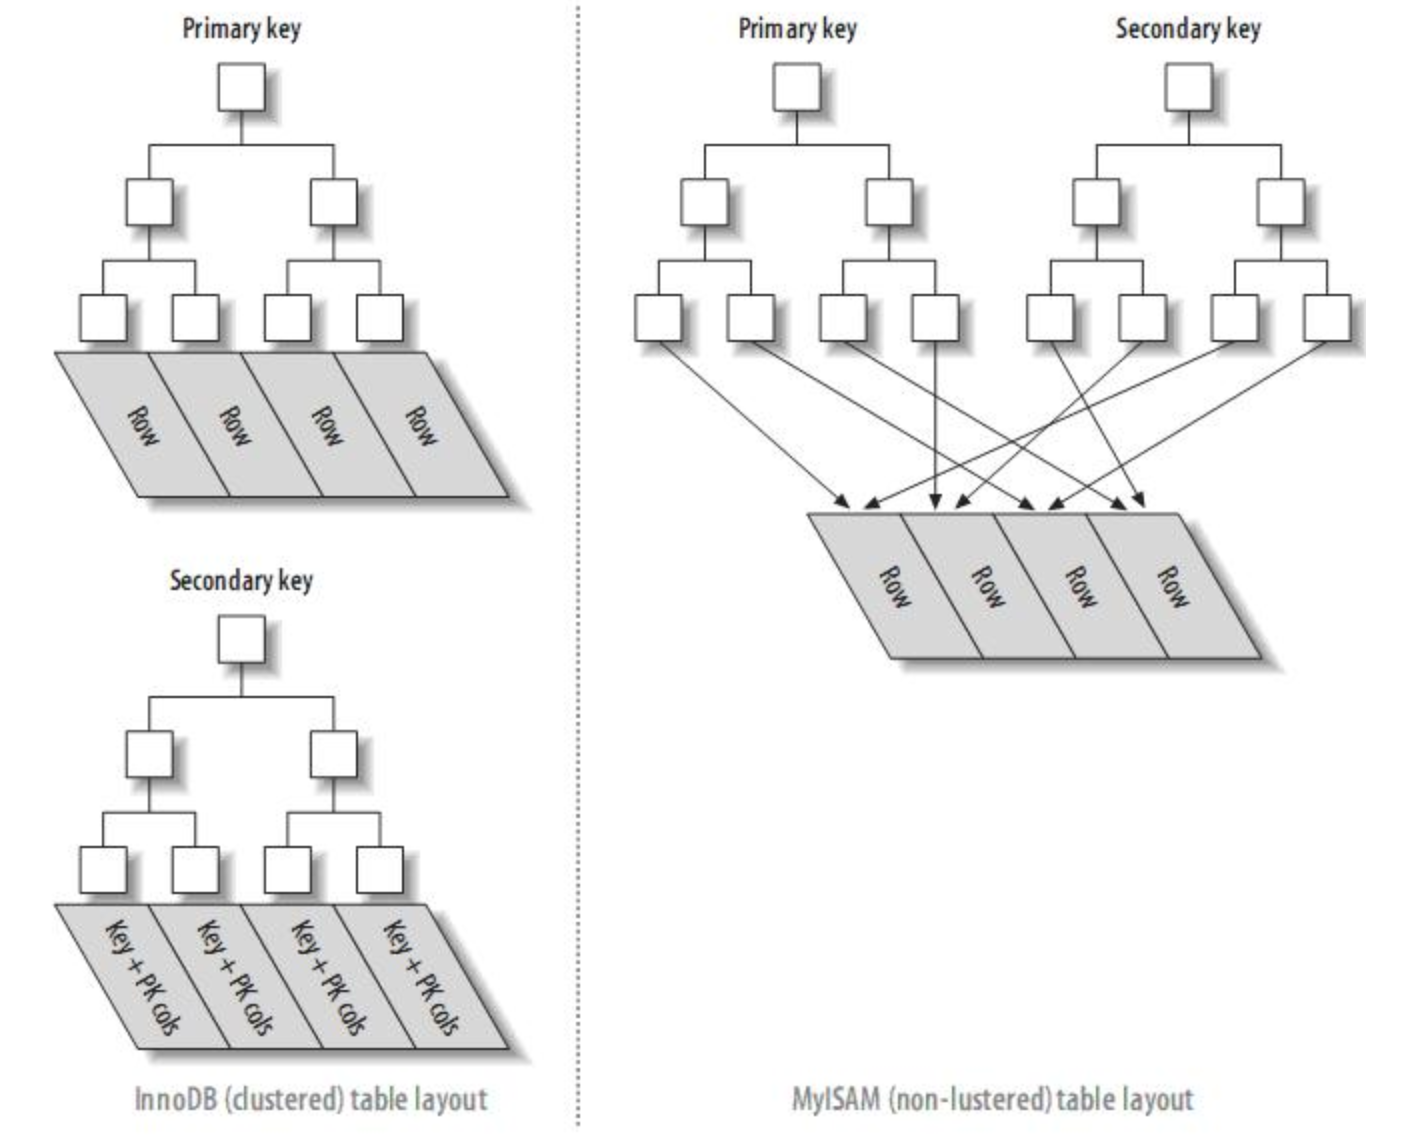 Primary key
Row
Row
Row
Row
Secondary key
Key + PK cols
Key + PK cols
Key + PK cols
Key + PK cols
InnoDB (clustered) table layout
Primary key
Secondary key
Row
Row
Row
Row
MyISAM (non-lustered) table layout